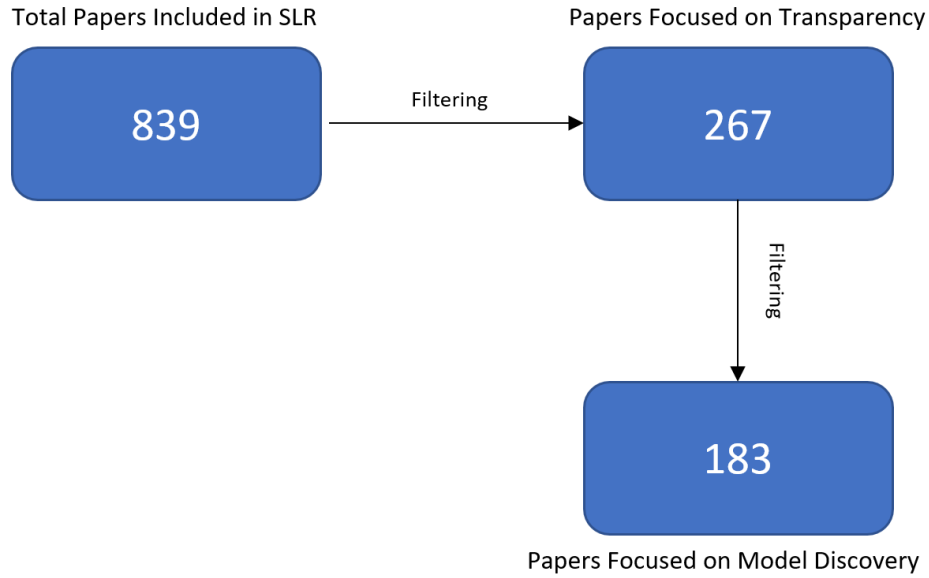 Total Papers Included in SLR
839
Filtering
Papers Focused on Transparency
267
Filtering
183
Papers Focused on Model Discovery